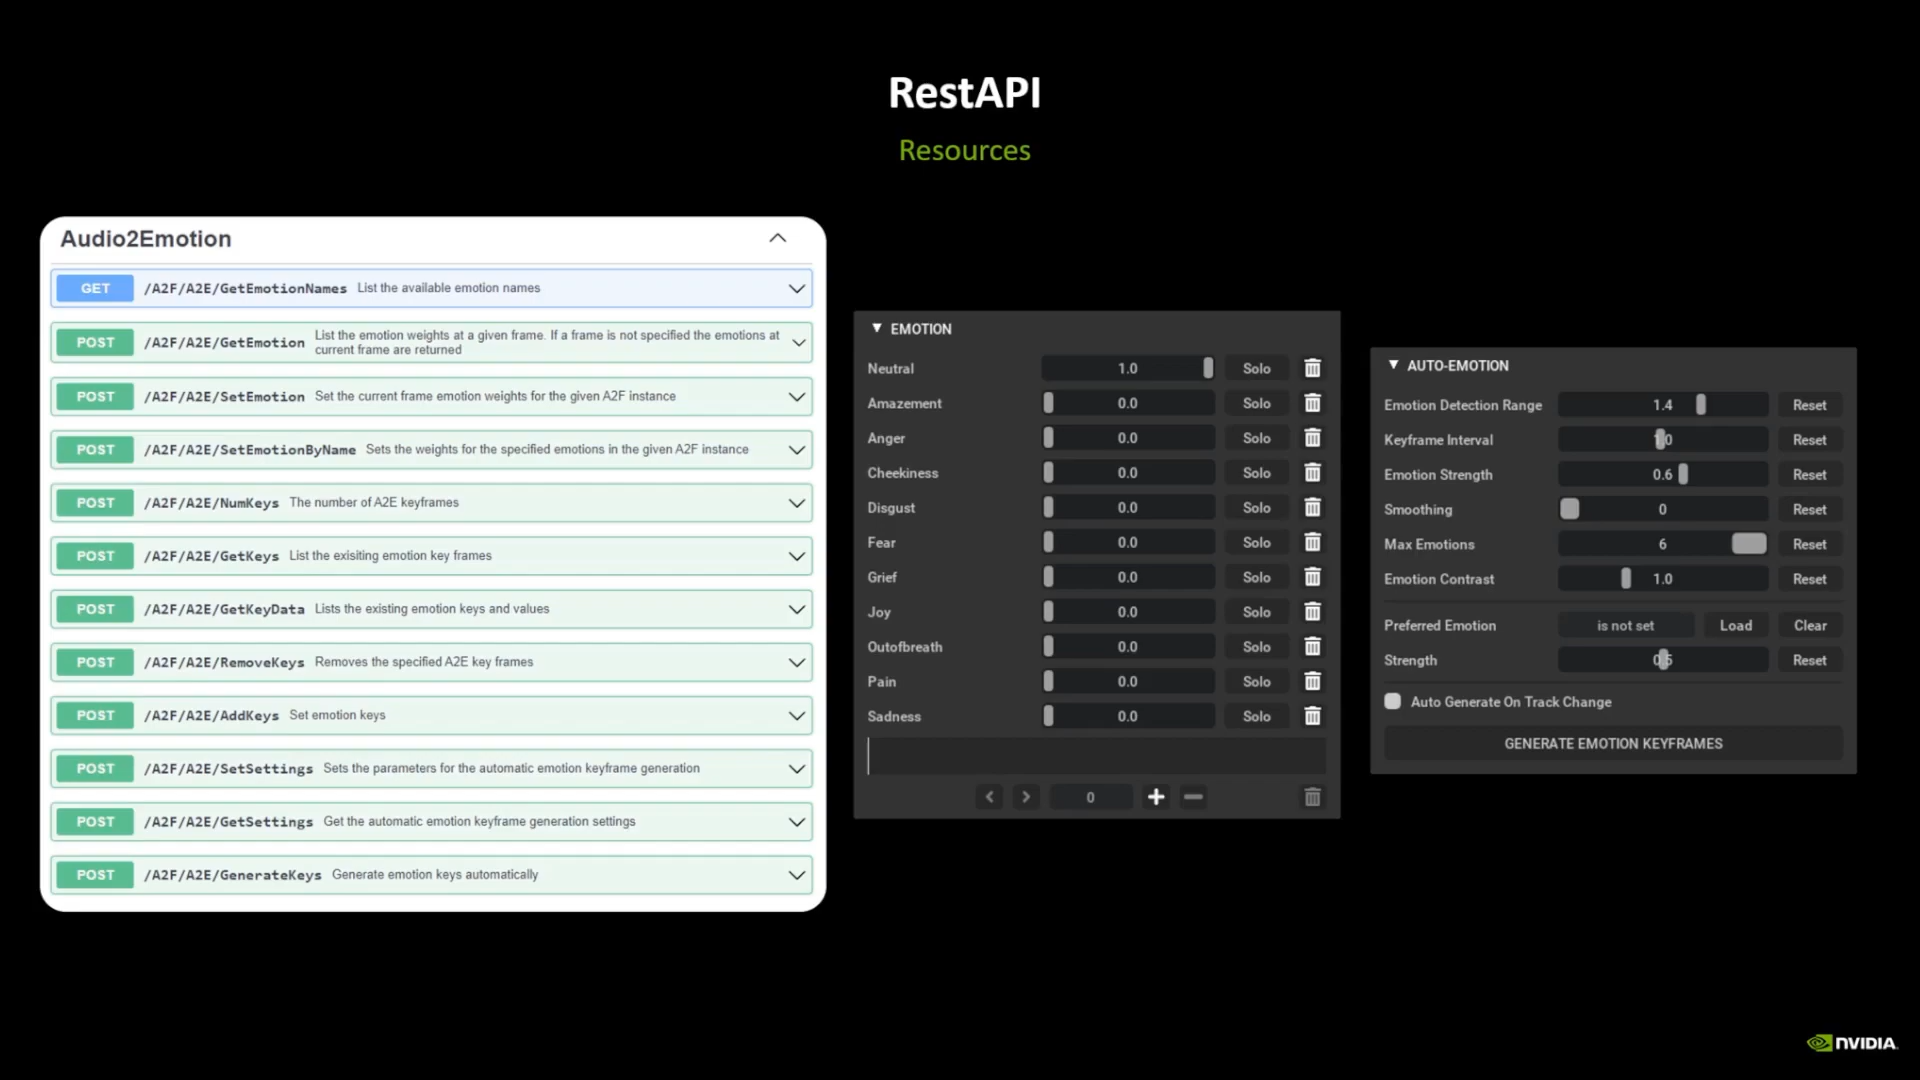 RestAPI
Resources
Audio2Emotion
GET /A2F/A2E/GetEmotionNames List the available emotion names
POST /A2F/A2E/GetEmotion List the emotion weights at a given frame. If a frame is not specified the emotions at
current frame are returned
POST /A2F/A2E/SetEmotion Set the current frame emotion weights for the given A2F instance
POST /A2F/A2E/SetEmotionByName Sets the weights for the specified emotions in the given A2F instance
POST /A2F/A2E/NumKeys The number of A2E keyframes
POST /A2F/A2E/GetKeys List the exisiting emotion key frames
POST /A2F/A2E/GetKeyData Lists the existing emotion keys and values
POST /A2F/A2E/RemoveKeys Removes the specified A2E key frames
POST /A2F/A2E/AddKeys Set emotion keys
POST /A2F/A2E/SetSettings Sets the parameters for the automatic emotion keyframe generation
POST /A2F/A2E/GetSettings Get the automatic emotion keyframe generation settings
POST /A2F/A2E/GenerateKeys Generate emotion keys automatically
EMOTION
Neutral 1.0 Solo
Amazement 0.0 Solo
Anger 0.0 Solo
Cheekiness 0.0 Solo
Disgust 0.0 Solo
Fear 0.0 Solo
Grief 0.0 Solo
Joy 0.0 Solo
Outofbreath 0.0 Solo
Pain 0.0 Solo
Sadness 0.0 Solo
0
AUTO-EMOTION
Emotion Detection Range 1.4 Reset
Keyframe Interval 1.0 Reset
Emotion Strength 0.6 Reset
Smoothing 0 Reset
Max Emotions 6 Reset
Emotion Contrast 1.0 Reset
Preferred Emotion is not set Load Clear
Strength 0.5 Reset
Auto Generate On Track Change
GENERATE EMOTION KEYFRAMES
NVIDIA